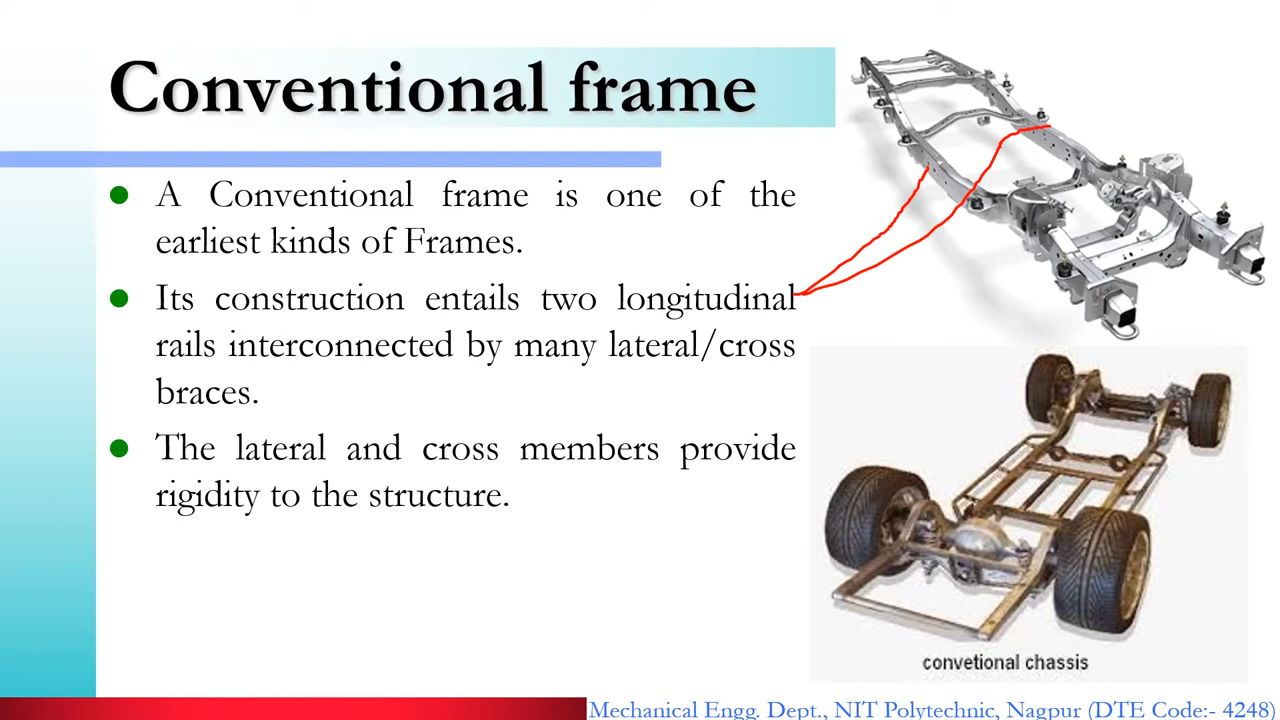 Conventional frame
A Conventional frame is one of the
earliest kinds of Frames.
Its construction entails two longitudinal
rails interconnected by many lateral/cross
braces.
The lateral and cross members provide
rigidity to the structure.
convetional chassis
Mechanical Engg. Dept., NIT Polytechnic, Nagpur (DTE Code:- 4248)